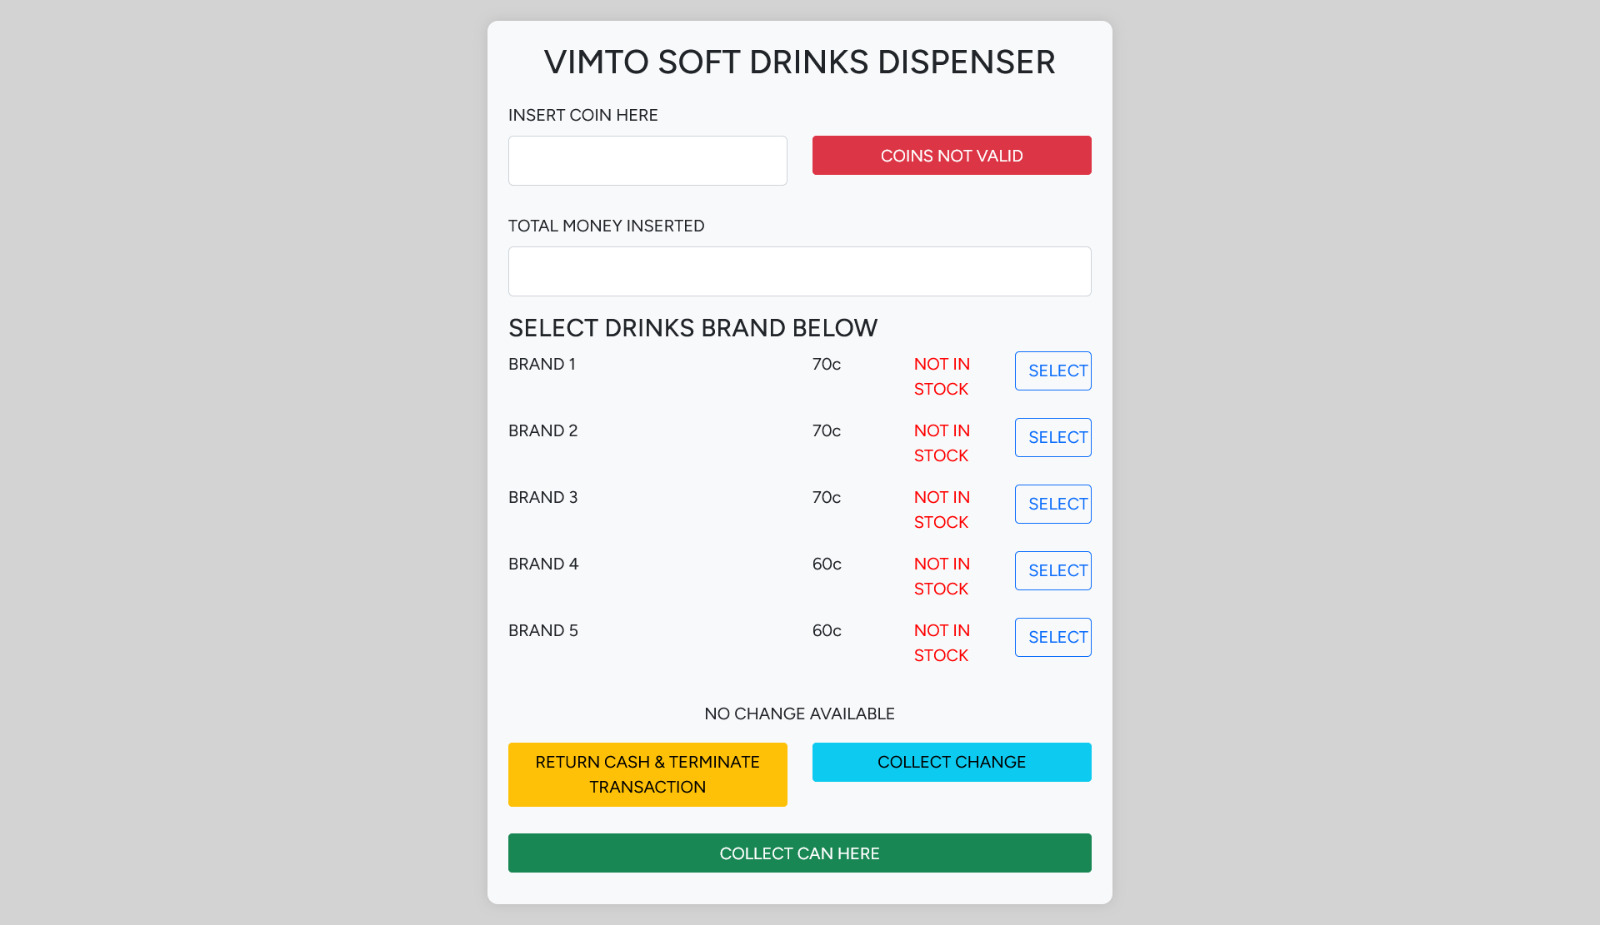 VIMTO SOFT DRINKS DISPENSER
INSERT COIN HERE
COINS NOT VALID
TOTAL MONEY INSERTED
SELECT DRINKS BRAND BELOW
BRAND 1 70c NOT IN SELECT
STOCK
BRAND 2 70c NOT IN SELECT
STOCK
BRAND 3 70c NOT IN SELECT
STOCK
BRAND 4 60c NOT IN SELECT
STOCK
BRAND 5 60c NOT IN SELECT
STOCK
NO CHANGE AVAILABLE
RETURN CASH & TERMINATE
TRANSACTION
COLLECT CHANGE
COLLECT CAN HERE